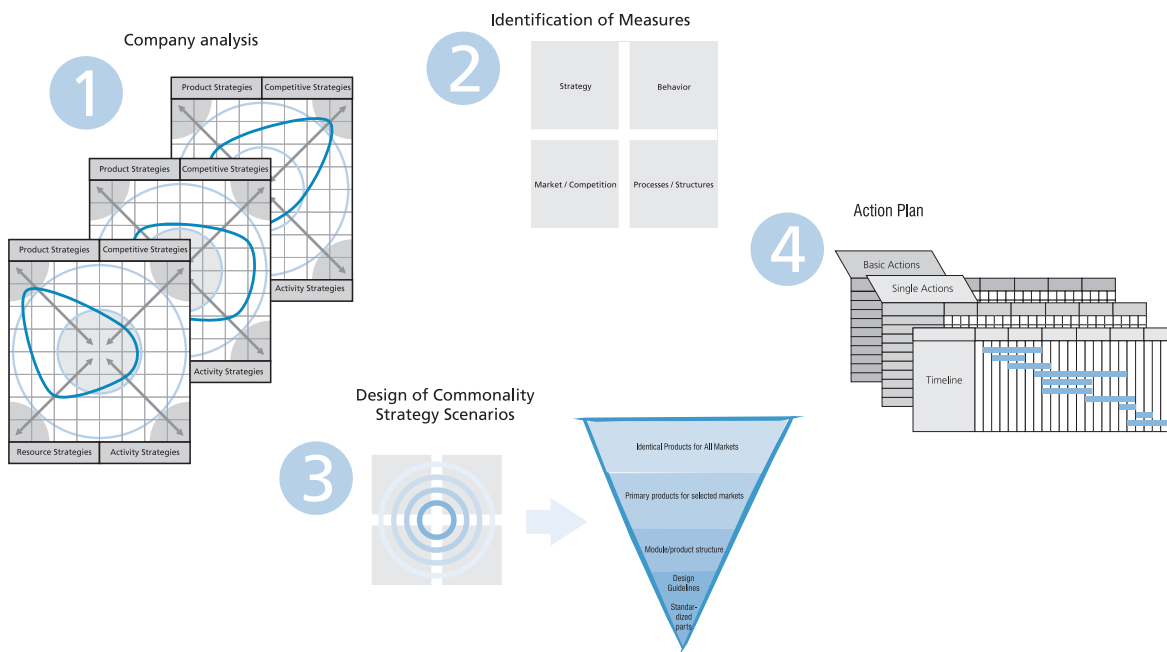 Company analysis
1
Product Strategies
Competitive Strategies
Activity Strategies
Product Strategies
Competitive Strategies
Activity Strategies
Product Strategies
Competitive Strategies
Resource Strategies
Activity Strategies
Identification of Measures
2
Strategy
Behavior
Market / Competition
Processes / Structures
Design of Commonality
Strategy Scenarios
3
Identical Products for All Markets
Primary products for selected markets
Module/product structure
Design
Guidelines
Standar-
dized
parts
Action Plan
4
Basic Actions
Single Actions
Timeline